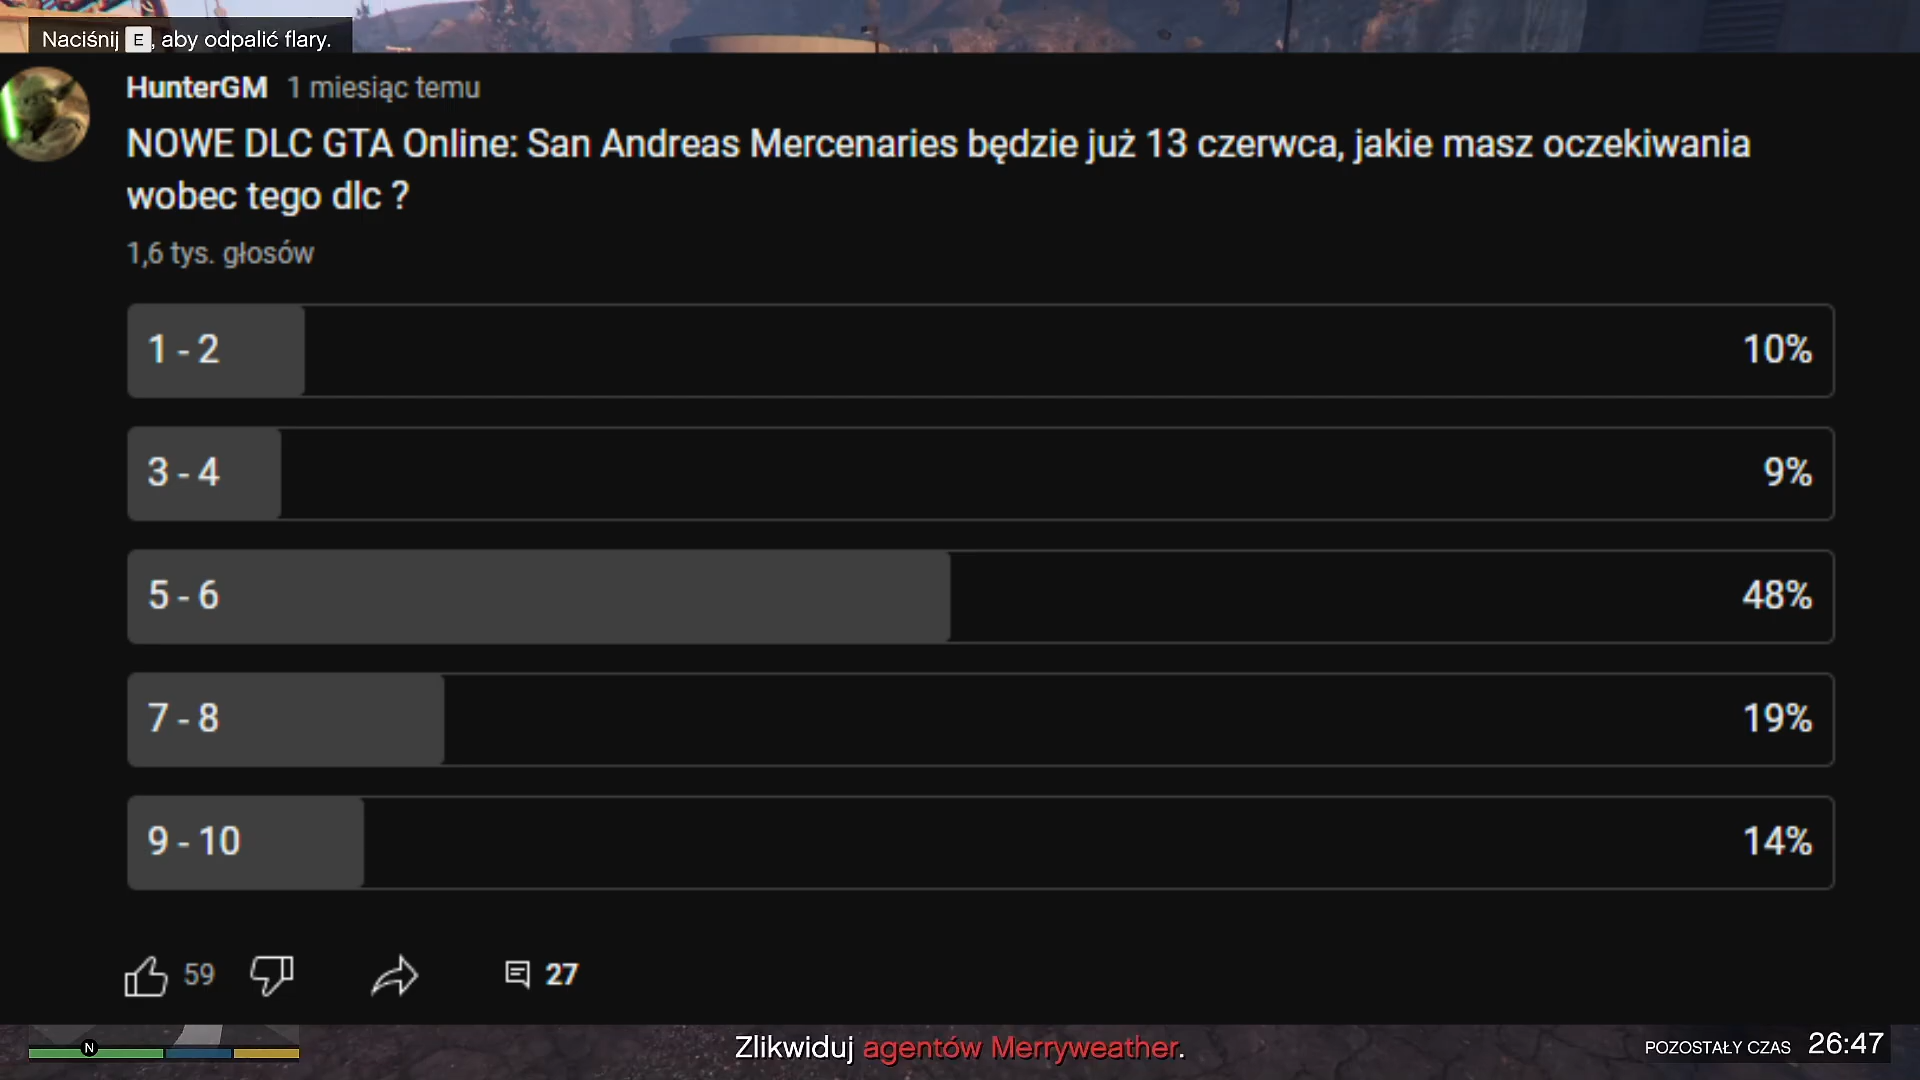 Naciśnij E, aby odpalić flary.
HunterGM 1 miesiąc temu
NOWE DLC GTA Online: San Andreas Mercenaries będzie już 13 czerwca, jakie masz oczekiwania
wobec tego dlc ?
1,6 tys. głosów
1 - 2 10%
3 - 4 9%
5 - 6 48%
7 - 8 19%
9 - 10 14%
59 27
N
Zlikwiduj agentów Merryweather.
POZOSTAŁY CZAS 26:47